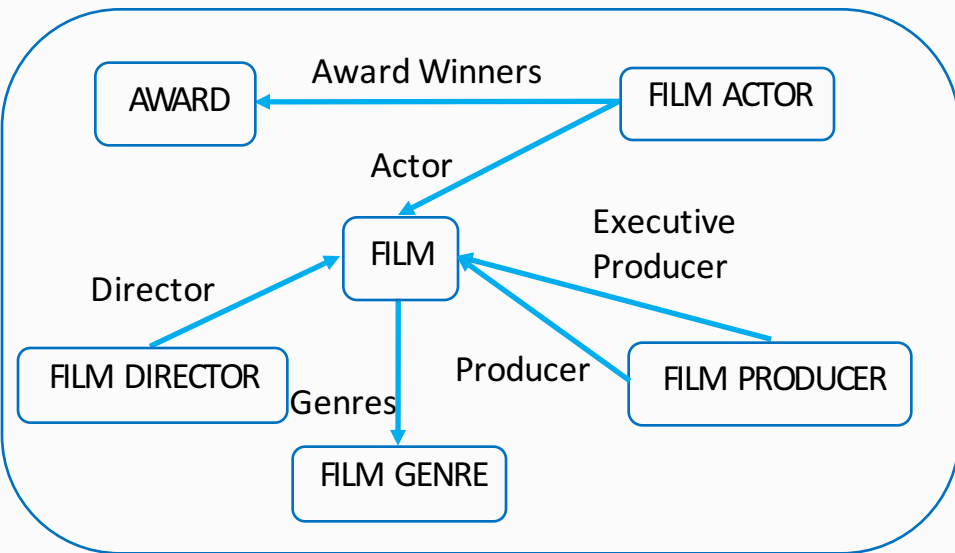 Award Winners
AWARD
FILM ACTOR
Actor
Executive
Producer
FILM
Director
FILM DIRECTOR
Producer
FILM PRODUCER
Genres
FILM GENRE